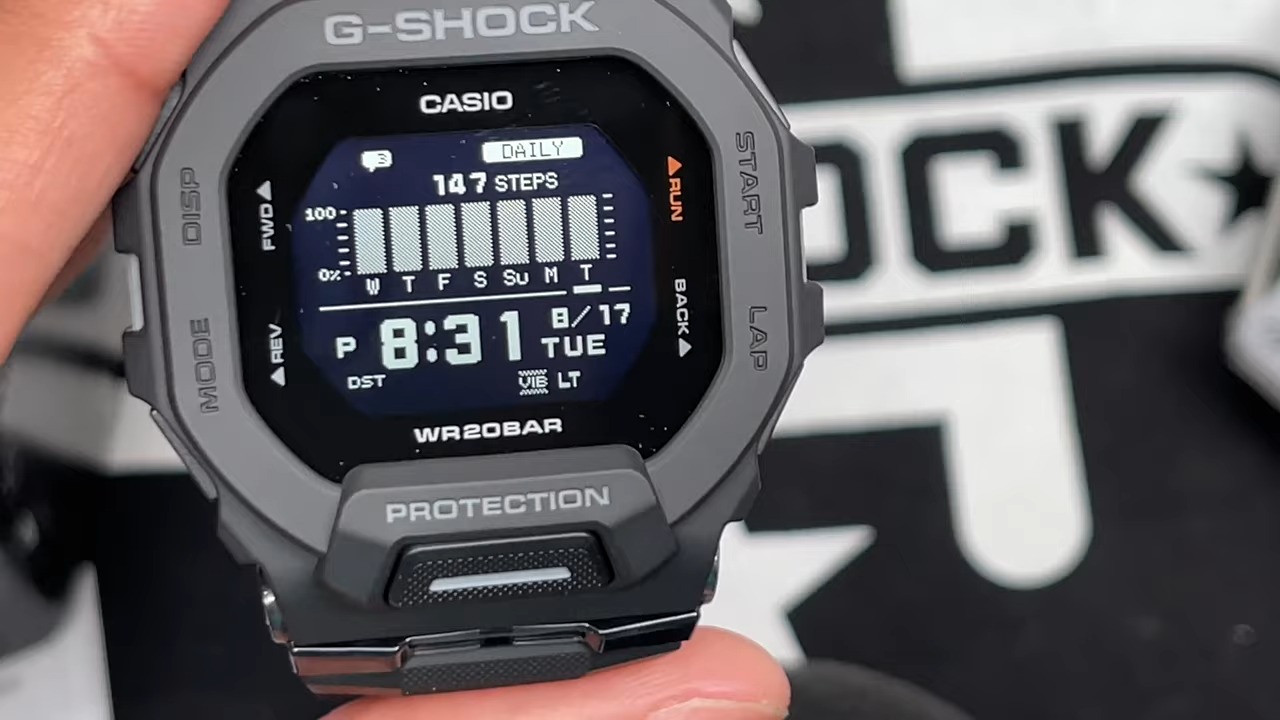 G-SHOCK
CASIO
3
DAILY
147 STEPS
100
0%
W T F S Su M T
P 8:31 8/17
TUE
DST VIB LT
WR20BAR
PROTECTION
DISP
MODE
FWD
REV
RUN
BACK
START
LAP
OCK